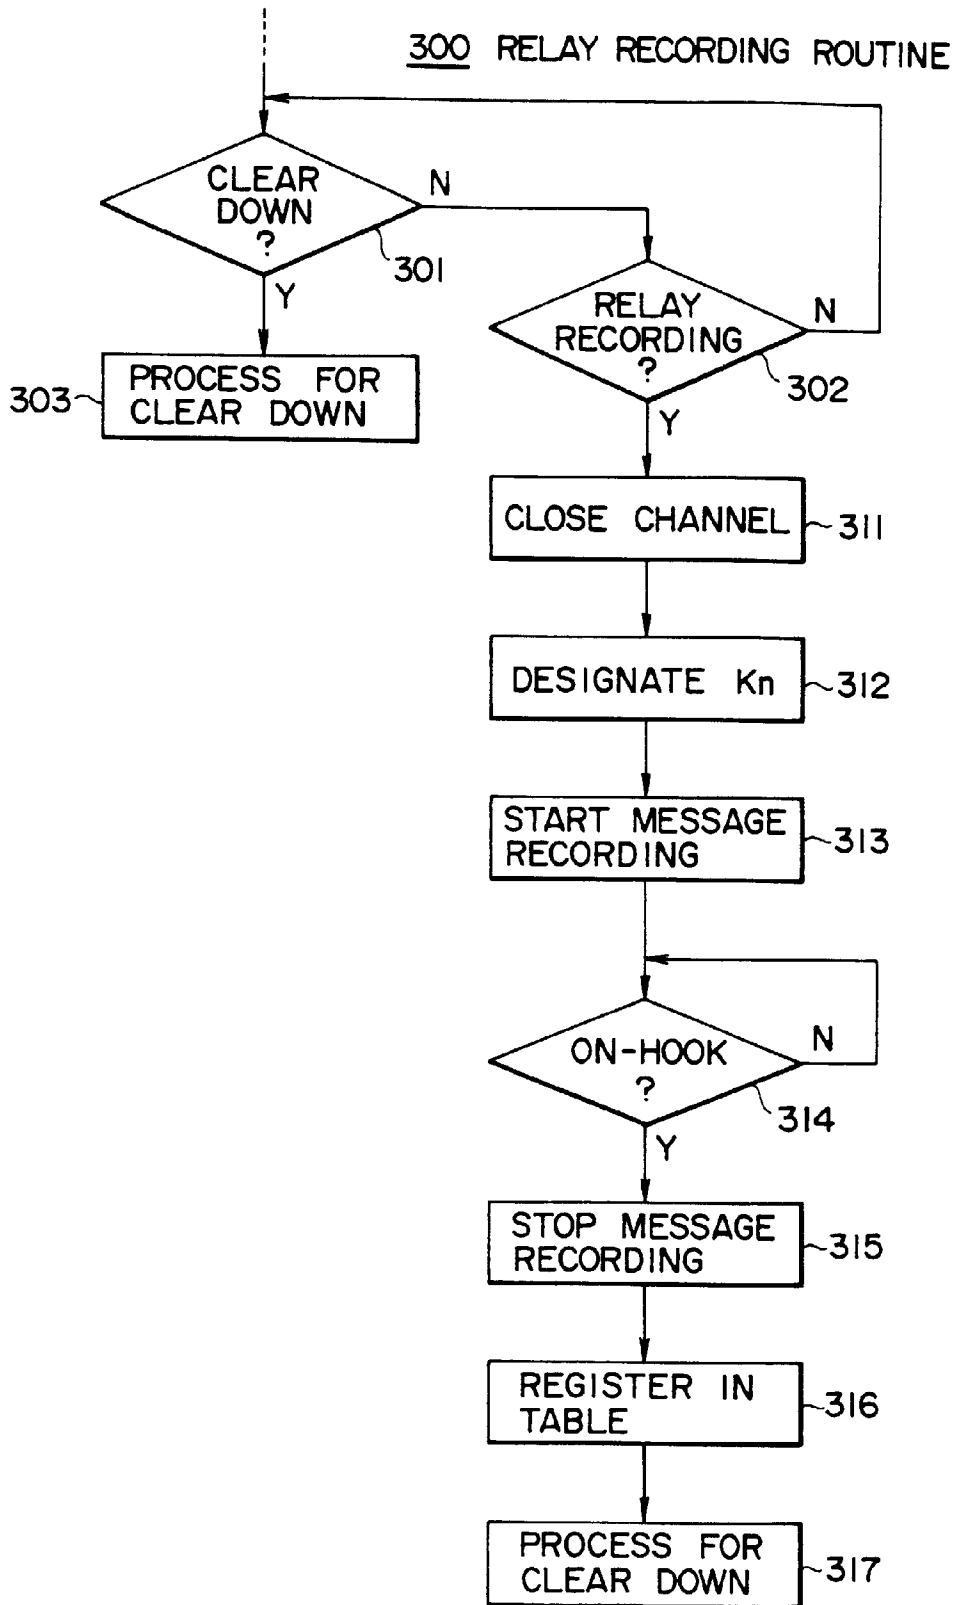 300 RELAY RECORDING ROUTINE
CLEAR
DOWN
?
N
301
Y
RELAY
RECORDING
?
N
302
Y
303
PROCESS FOR
CLEAR DOWN
CLOSE CHANNEL
311
DESIGNATE Kn
312
START MESSAGE
RECORDING
313
ON-HOOK
?
N
314
Y
STOP MESSAGE
RECORDING
315
REGISTER IN
TABLE
316
PROCESS FOR
CLEAR DOWN
317